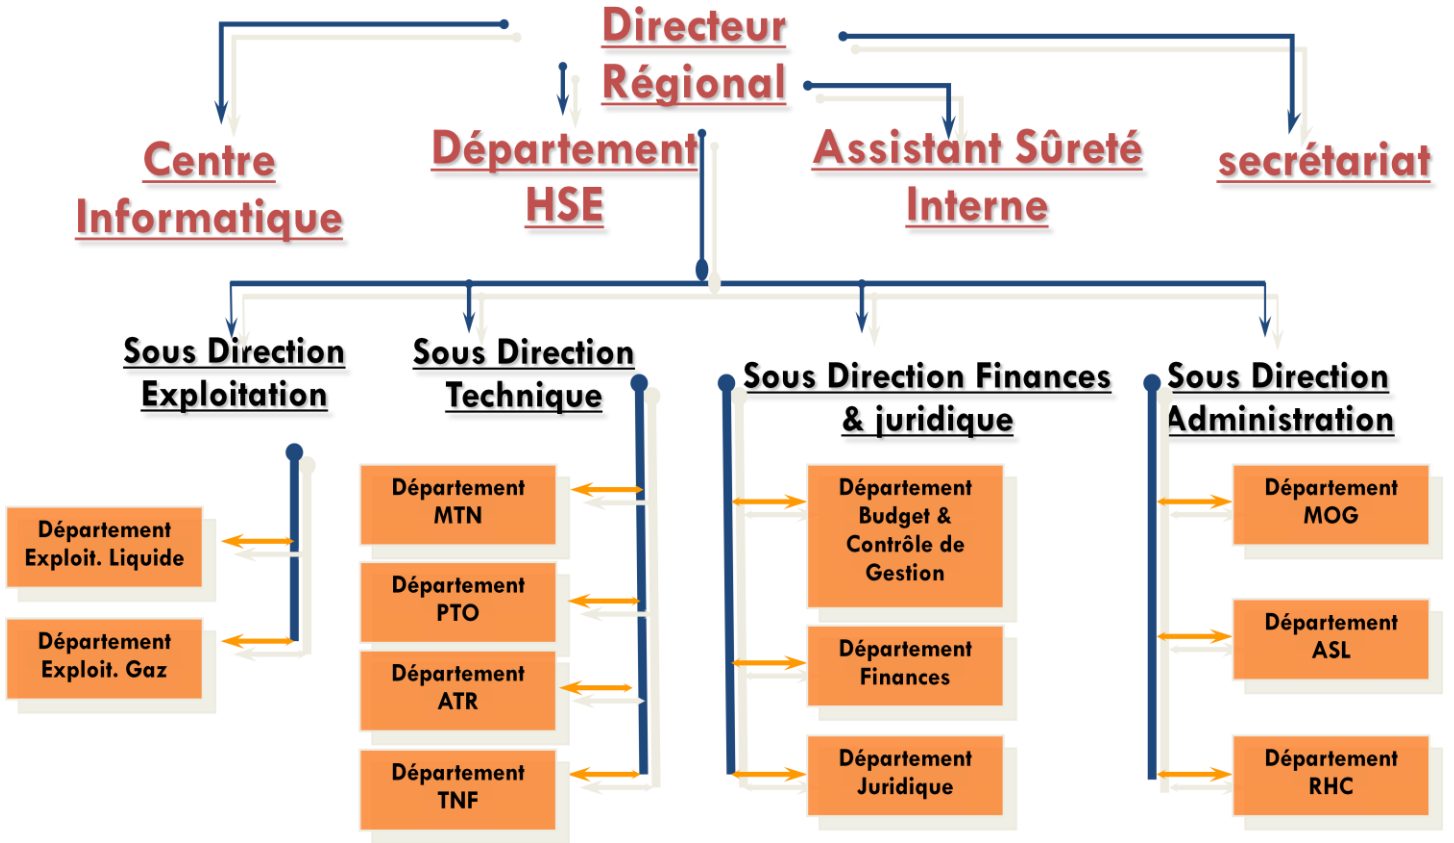 Directeur
Régional
Centre
Informatique
Département
HSE
Assistant Sûreté
Interne
secrétariat
Sous Direction
Exploitation
Sous Direction
Technique
Sous Direction Finances
& juridique
Sous Direction
Administration
Département
Exploit. Liquide
Département
Exploit. Gaz
Département
MTN
Département
PTO
Département
ATR
Département
TNF
Département
Budget &
Contrôle de
Gestion
Département
Finances
Département
Juridique
Département
MOG
Département
ASL
Département
RHC